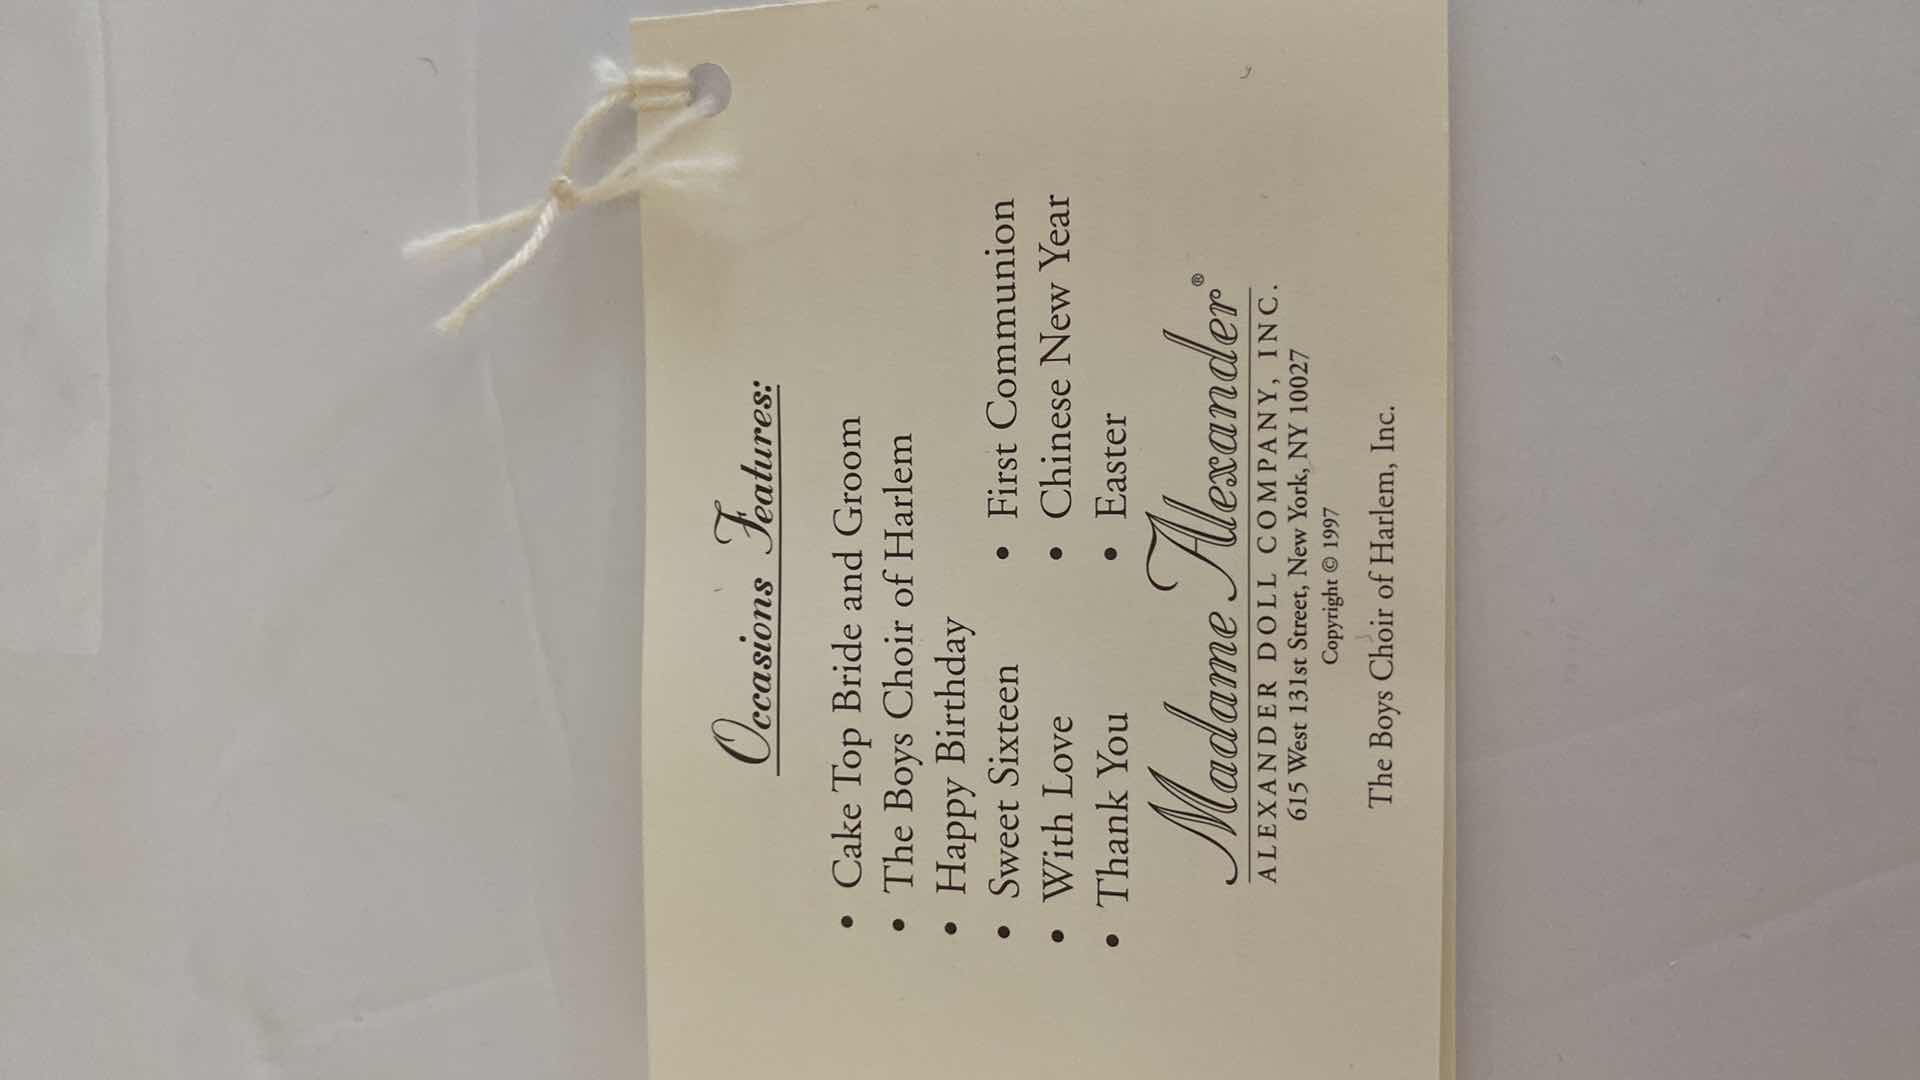 Occasions Features:
• Cake Top Bride and Groom
• The Boys Choir of Harlem
• Happy Birthday
• Sweet Sixteen • First Communion
• With Love • Chinese New Year
• Thank You • Easter
Madame Alexander®
ALEXANDER DOLL COMPANY, INC.
615 West 131st Street, New York, NY 10027
Copyright © 1997
The Boys Choir of Harlem, Inc.